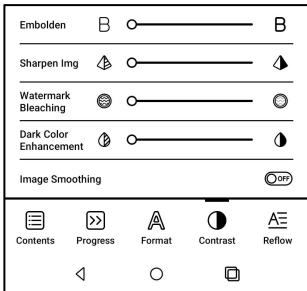 Embolden B B
Sharpen Img
Watermark
Bleaching
Dark Color
Enhancement
Image Smoothing OFF
A A
Contents Progress Format Contrast Reflow